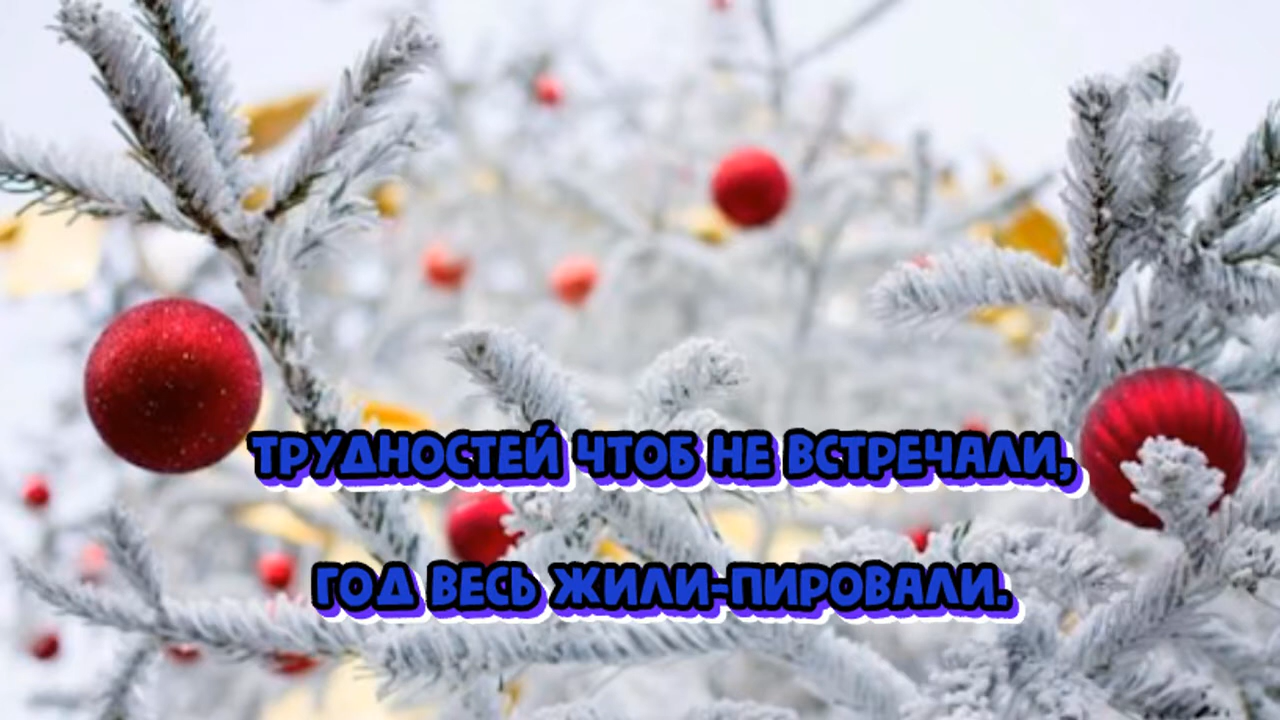 ТРУДНОСТЕЙ ЧТОБ НЕ ВСТРЕЧАЛИ,
ГОД ВЕСЬ ЖИЛИ-ПИРОВАЛИ.